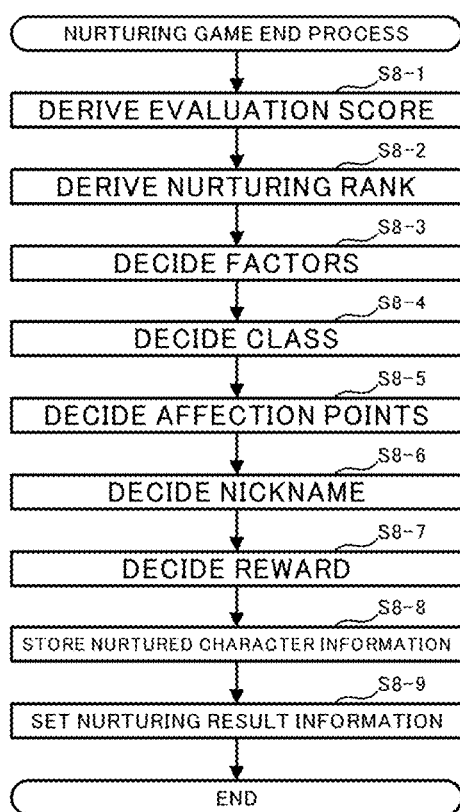 NURTURING GAME END PROCESS
S8-1
DERIVE EVALUATION SCORE
S8-2
DERIVE NURTURING RANK
S8-3
DECIDE FACTORS
S8-4
DECIDE CLASS
S8-5
DECIDE AFFECTION POINTS
S8-6
DECIDE NICKNAME
S8-7
DECIDE REWARD
S8-8
STORE NURTURED CHARACTER INFORMATION
S8-9
SET NURTURING RESULT INFORMATION
END